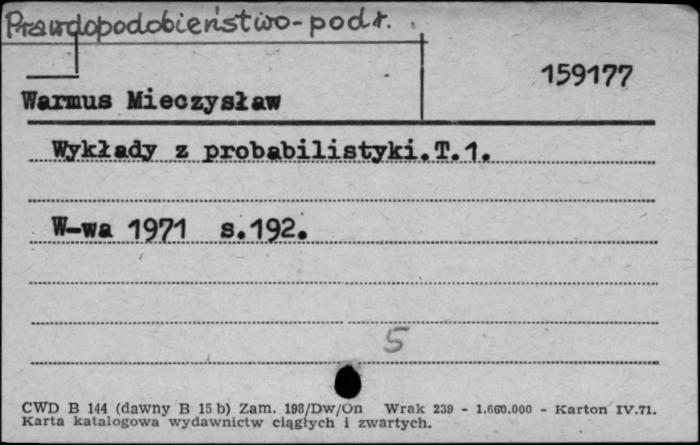 Prawdopodobieństwo-podr.
159177
Warmus Mieczysław
Wykłady z probabilistyki.T.1.
W-wa 1971 s.192.
5
CWD B 144 (dawny B 15 b) Zam. 198/Dw/On Wrak 239 - 1.660.000 - Karton IV.71.
Karta katalogowa wydawnictw ciągłych i zwartych.